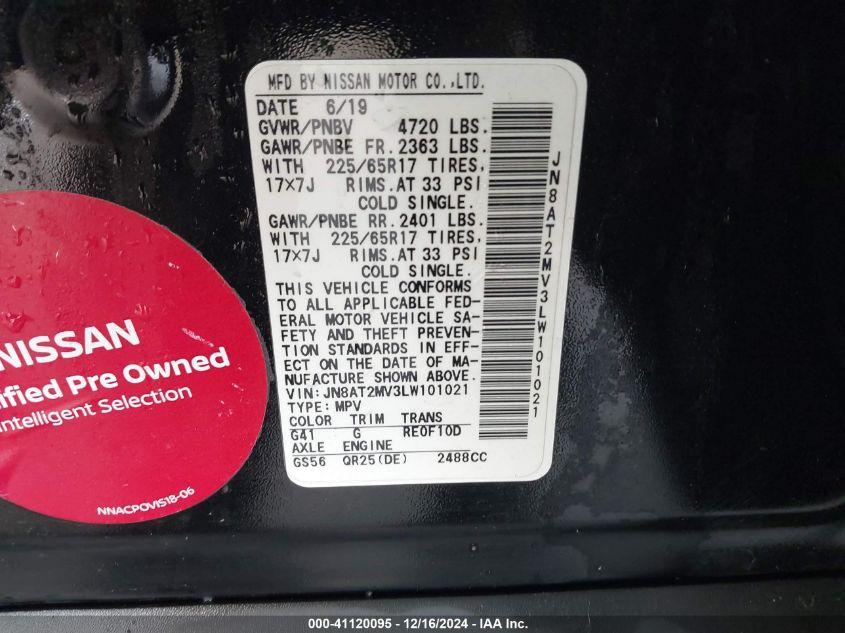 MFD BY NISSAN MOTOR CO.,LTD.
DATE 6/19
GVWR/PNBV 4720 LBS.
GAWR/PNBE FR. 2363 LBS.
WITH 225/65R17 TIRES,
17X7J RIMS. AT 33 PSI
COLD SINGLE.
GAWR/PNBE RR. 2401 LBS.
WITH 225/65R17 TIRES,
17X7J RIMS. AT 33 PSI
COLD SINGLE.
THIS VEHICLE CONFORMS
TO ALL APPLICABLE FED-
ERAL MOTOR VEHICLE SA-
FETY AND THEFT PREVEN-
TION STANDARDS IN EFF-
ECT ON THE DATE OF MA-
NUFACTURE SHOWN ABOVE.
VIN: JN8AT2MV3LW101021
TYPE: MPV
COLOR TRIM TRANS
G41 G RE0F10D
AXLE ENGINE
GS56 QR25(DE) 2488CC
JN8AT2MV3LW101021
NISSAN
ified Pre Owned
Intelligent Selection
NNACPOVIS18-06
000-41120095 - 12/16/2024 - IAA Inc.